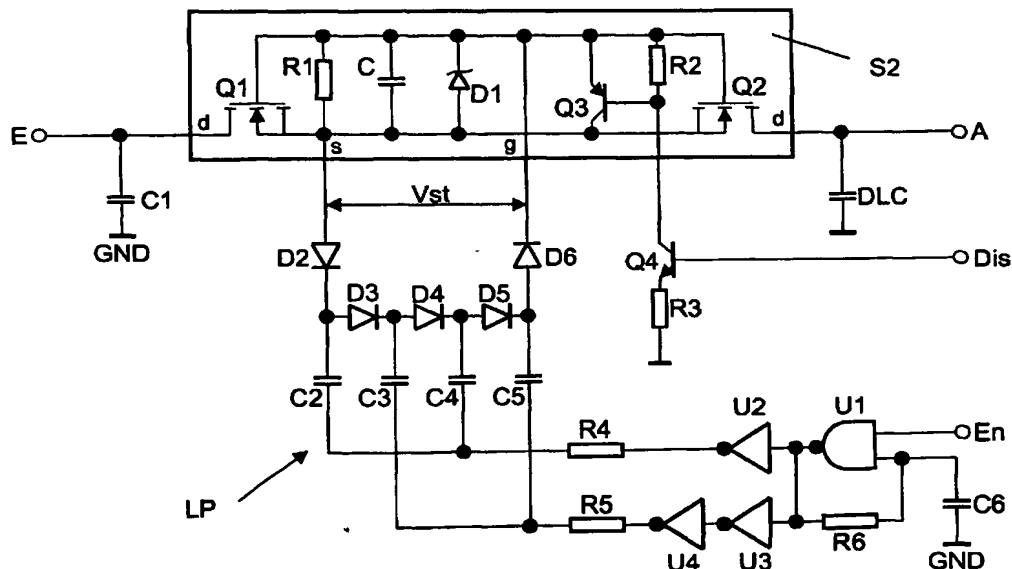 S2
R1
C
D1
R2
Q1
Q3
Q2
E
d
s
g
d
A
C1
GND
Vst
DLC
D2
D6
Q4
Dis
D3
D4
D5
R3
C2
C3
C4
C5
U2
U1
R4
En
LP
R5
C6
R6
U4
U3
GND